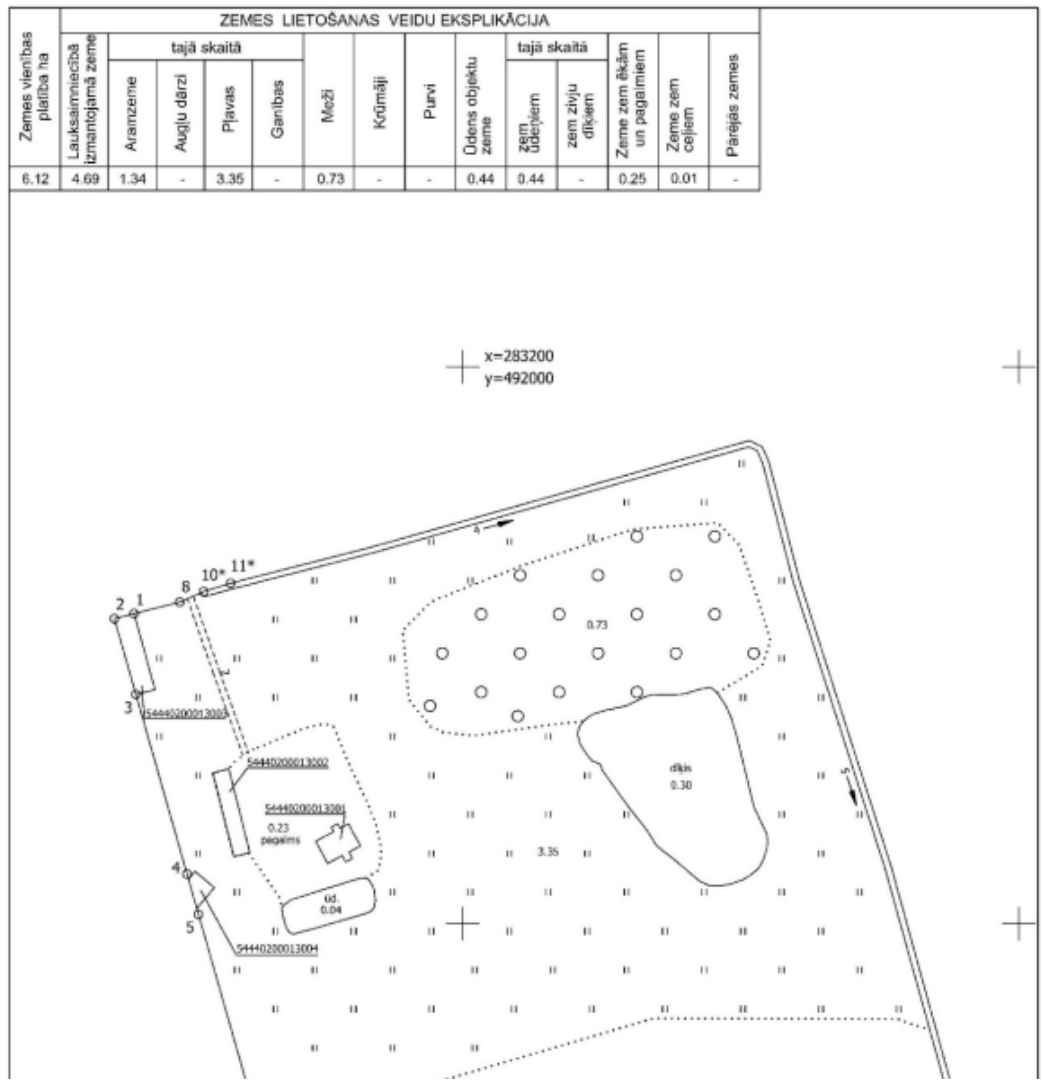 ZEMES LIETOŠANAS VEIDU EKSPLIKĀCIJA
Zemes vienības
platība ha
Lauksaimniecībā
izmantojamā zeme
tajā skaitā
Aramzeme
Augļu dārzi
Pļavas
Ganības
Meži
Krūmāji
Purvi
Ūdens objektu
zeme
tajā skaitā
zem
ūdeņiem
zem zivju
dīķiem
Zeme zem ēkām
un pagalmiem
Zeme zem
ceļiem
Pārējās zemes
6.12 4.69 1.34 - 3.35 - 0.73 - - 0.44 0.44 - 0.25 0.01 -
x=283200
y=492000
4
11*
10*
8
1
2
0.73
2
3
54440200013003
54440200013002
dīķis
0.30
5
54440200013001
0.23
pagalms
3.35
4
ūd.
0.04
5
54440200013004